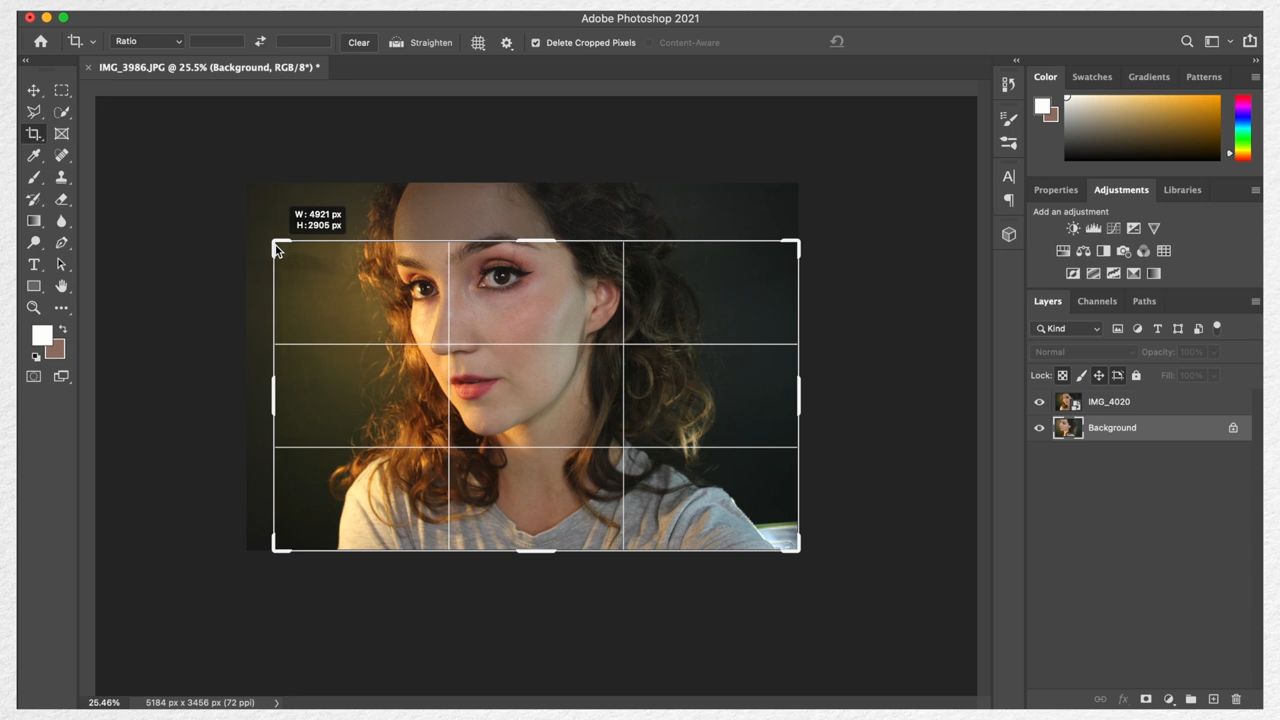 Adobe Photoshop 2021
Ratio
Clear
Straighten
Delete Cropped Pixels
Content-Aware
IMG_3986.JPG @ 25.5% (Background, RGB/8*) *
W: 4921 px
H: 2905 px
Color Swatches Gradients Patterns
Properties Adjustments Libraries
Add an adjustment
Layers Channels Paths
Kind
Normal Opacity: 100%
Lock: Fill: 100%
IMG_4020
Background
25.46% 5184 px x 3456 px (72 ppi)